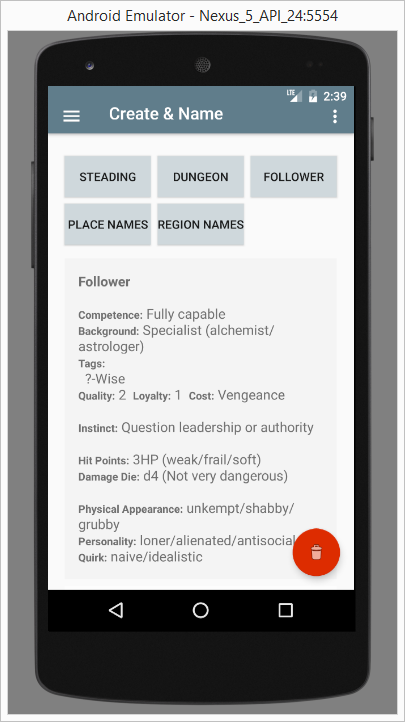 Android Emulator - Nexus_5_API_24:5554
LTE 2:39
Create & Name
STEADING DUNGEON FOLLOWER
PLACE NAMES REGION NAMES
Follower
Competence: Fully capable
Background: Specialist (alchemist/
astrologer)
Tags:
?-Wise
Quality: 2 Loyalty: 1 Cost: Vengeance
Instinct: Question leadership or authority
Hit Points: 3HP (weak/frail/soft)
Damage Die: d4 (Not very dangerous)
Physical Appearance: unkempt/shabby/
grubby
Personality: loner/alienated/antisocial
Quirk: naive/idealistic